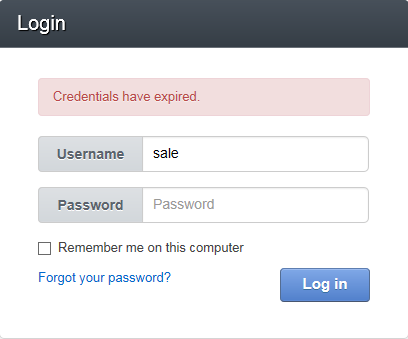 Login
Credentials have expired.
Username sale
Password Password
Remember me on this computer
Forgot your password? Log in